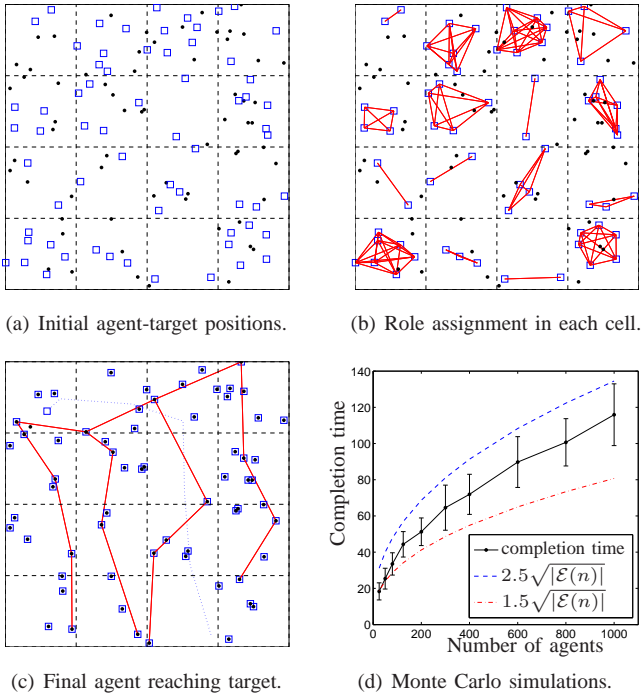 (a) Initial agent-target positions.
(b) Role assignment in each cell.
(c) Final agent reaching target.
140
120
100
80
60
40
20
0
Completion time
completion time
2.5√|ℰ(n)|
1.5√|ℰ(n)|
0 200 400 600 800 1000
Number of agents
(d) Monte Carlo simulations.